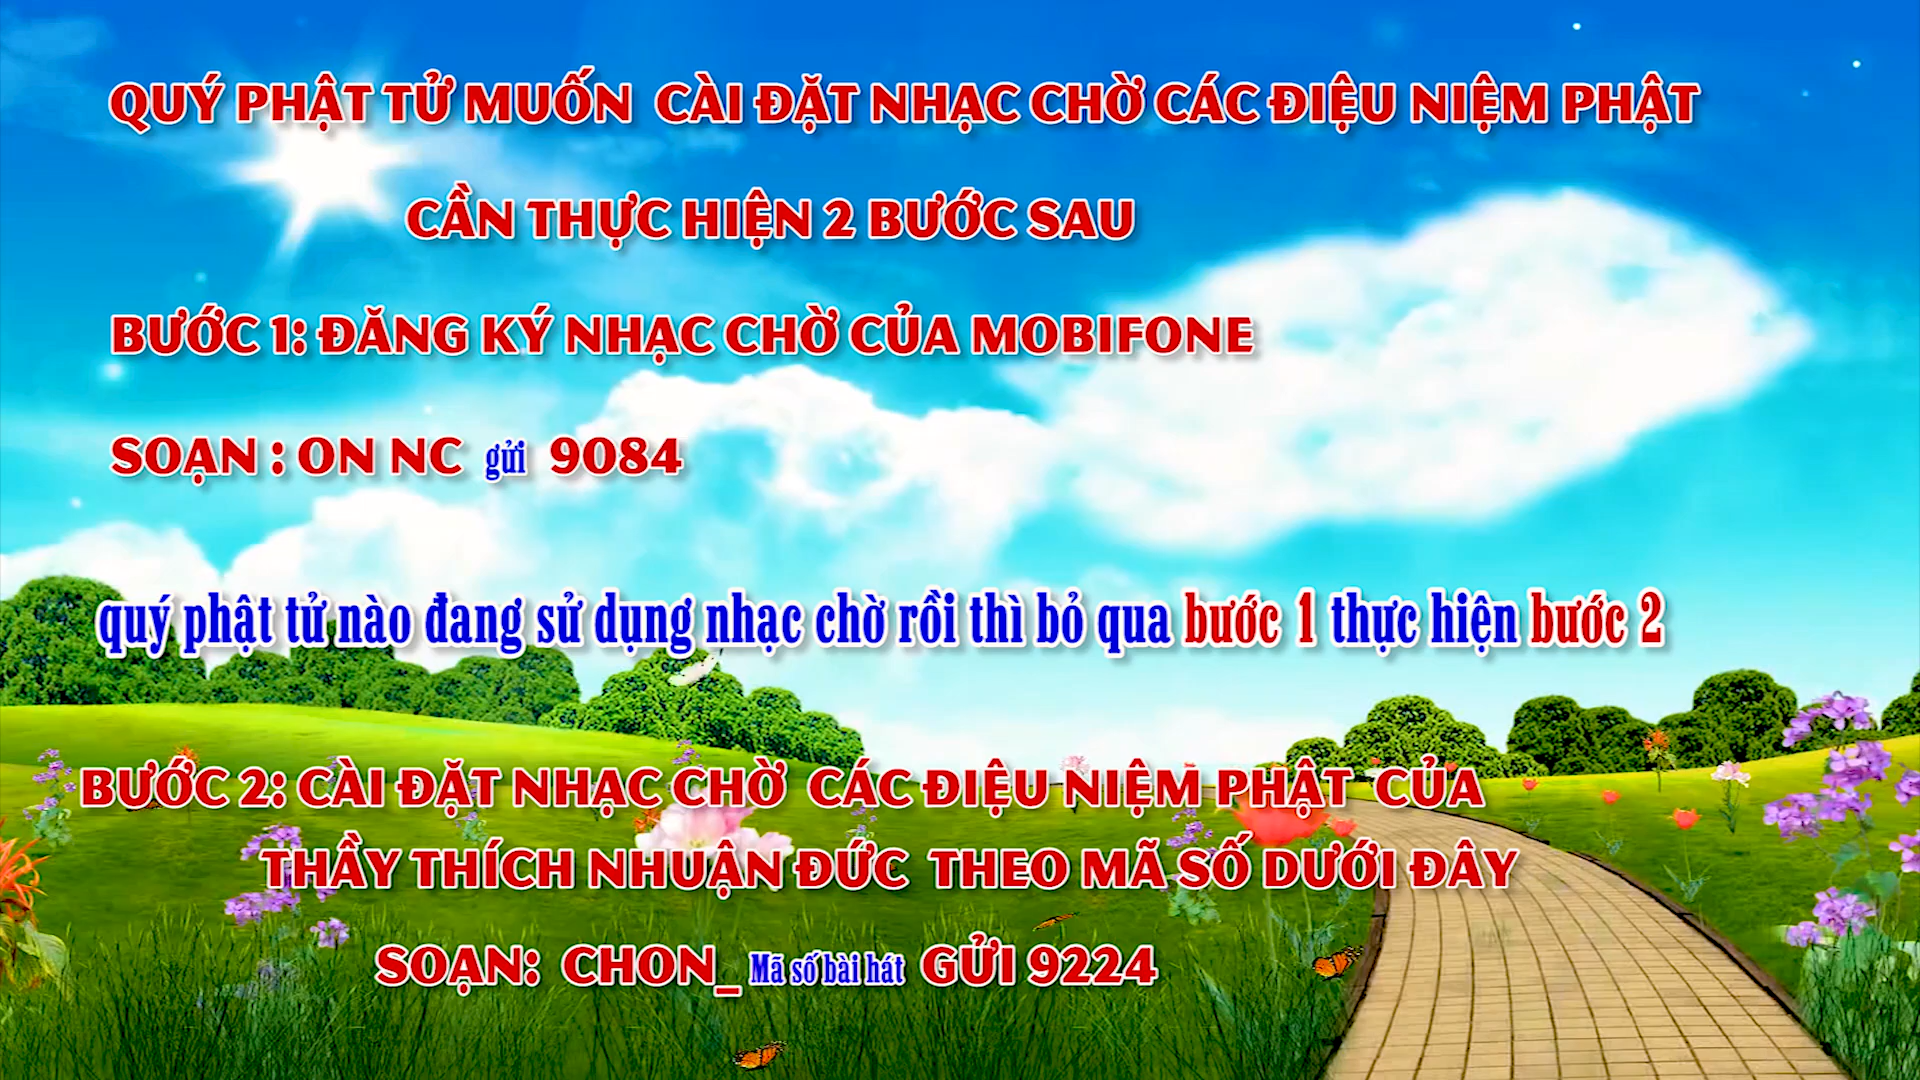 QUÝ PHẬT TỬ MUỐN CÀI ĐẶT NHẠC CHỜ CÁC ĐIỆU NIỆM PHẬT
CẦN THỰC HIỆN 2 BƯỚC SAU
BƯỚC 1: ĐĂNG KÝ NHẠC CHỜ CỦA MOBIFONE
SOẠN : ON NC gửi 9084
quý phật tử nào đang sử dụng nhạc chờ rồi thì bỏ qua bước 1 thực hiện bước 2
BƯỚC 2: CÀI ĐẶT NHẠC CHỜ CÁC ĐIỆU NIỆM PHẬT CỦA
THẦY THÍCH NHUẬN ĐỨC THEO MÃ SỐ DƯỚI ĐÂY
SOẠN: CHON_ Mã số bài hát GỬI 9224